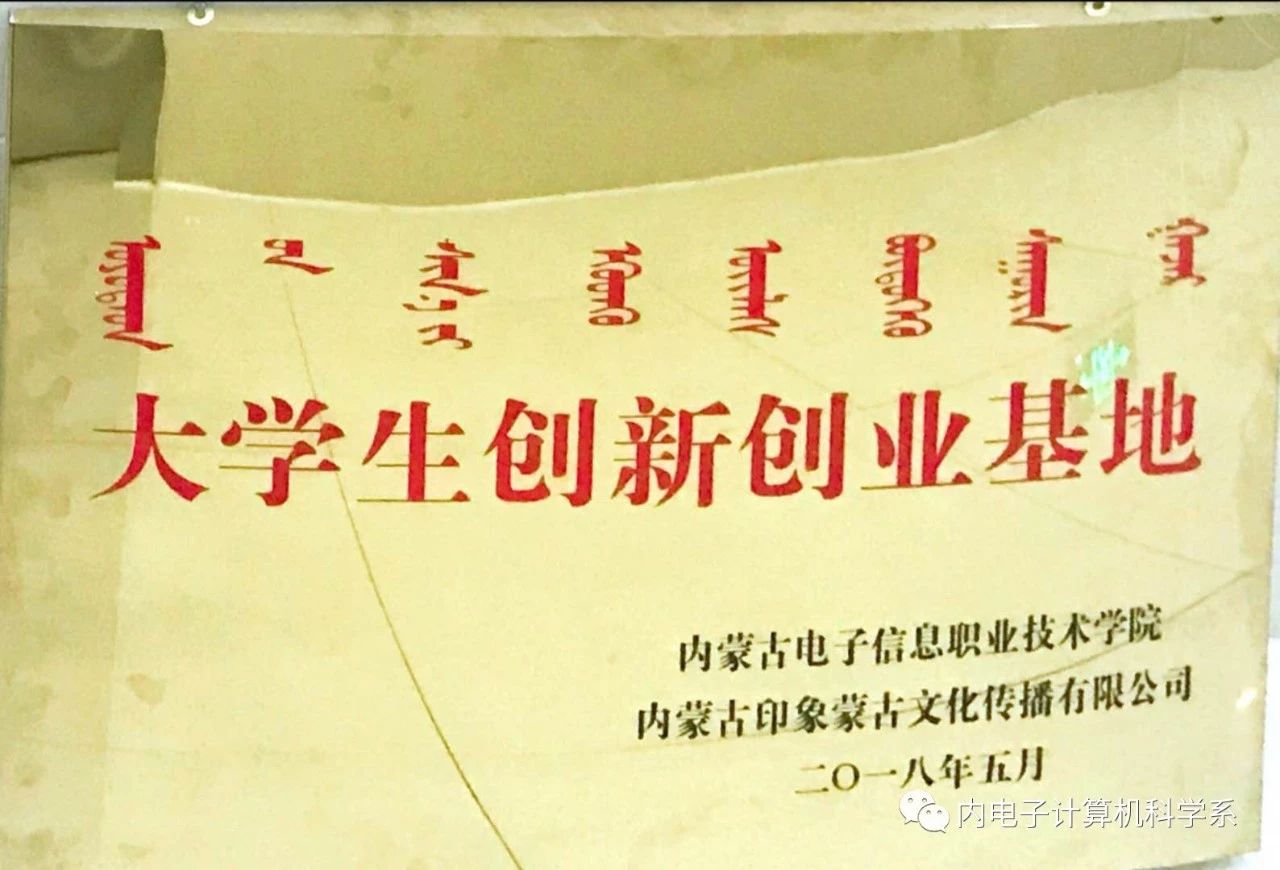 大学生创新创业基地
内蒙古电子信息职业技术学院
内蒙古印象蒙古文化传播有限公司
二〇一八年五月
内电子计算机科学系